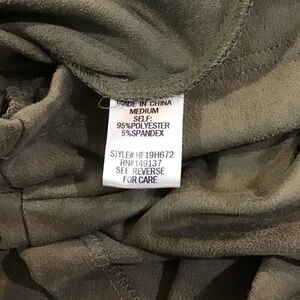 MADE IN CHINA
MEDIUM
SELF:
95%POLYESTER
5%SPANDEX
STYLE# HF19H672
RN#149137
SEE REVERSE
FOR CARE